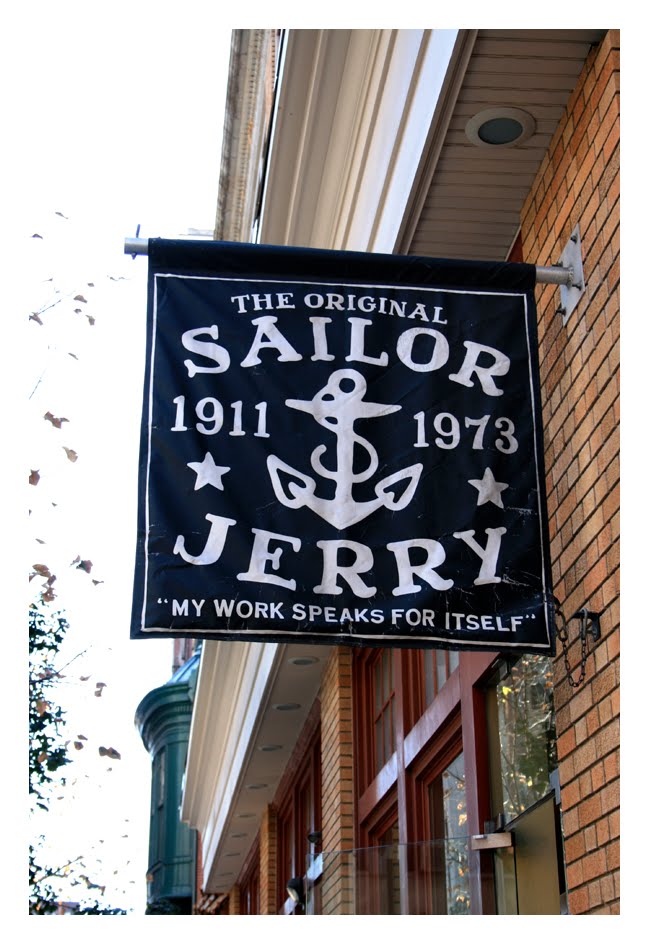 THE ORIGINAL
SAILOR
1911 1973
JERRY
"MY WORK SPEAKS FOR ITSELF"